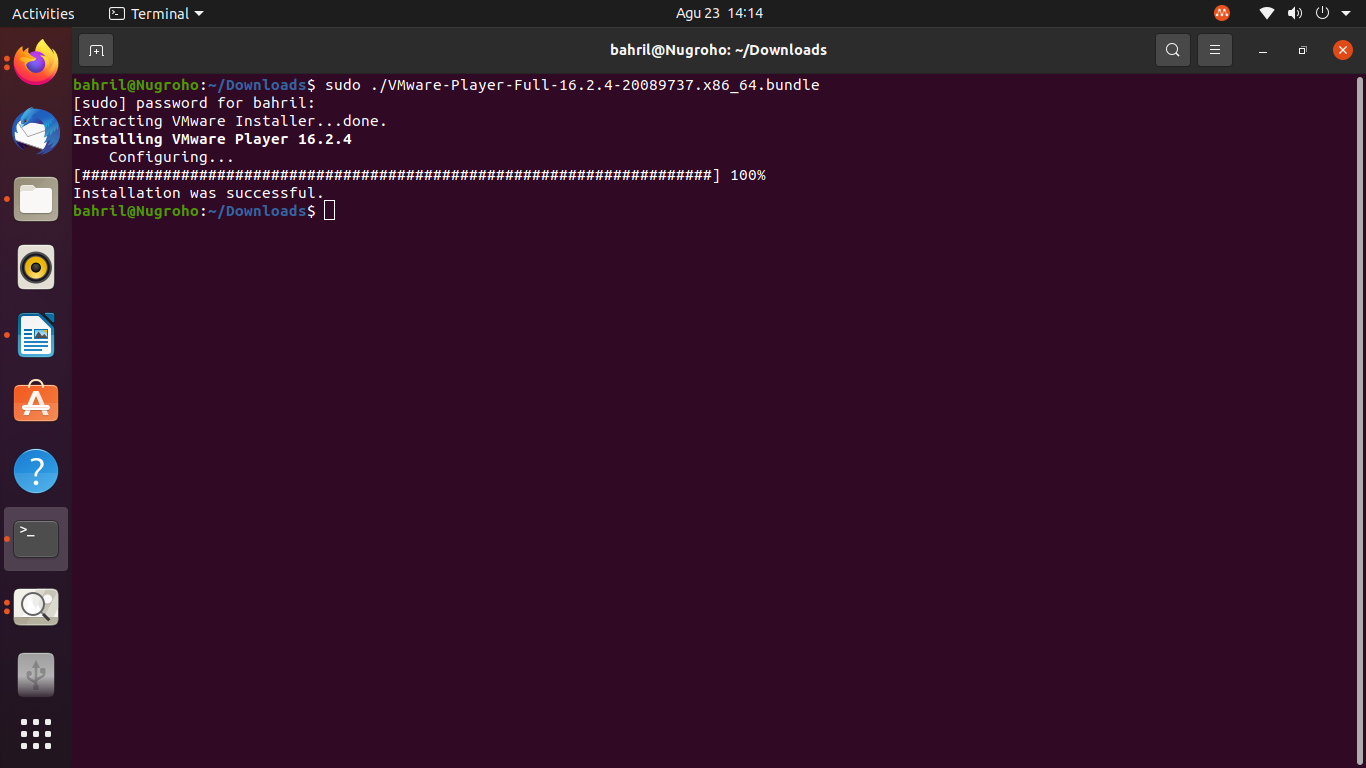 Activities
Terminal
Agu 23 14:14
bahril@Nugroho: ~/Downloads
bahril@Nugroho:~/Downloads$ sudo ./VMware-Player-Full-16.2.4-20089737.x86_64.bundle
[sudo] password for bahril:
Extracting VMware Installer...done.
Installing VMware Player 16.2.4
    Configuring...
[######################################################################] 100%
Installation was successful.
bahril@Nugroho:~/Downloads$